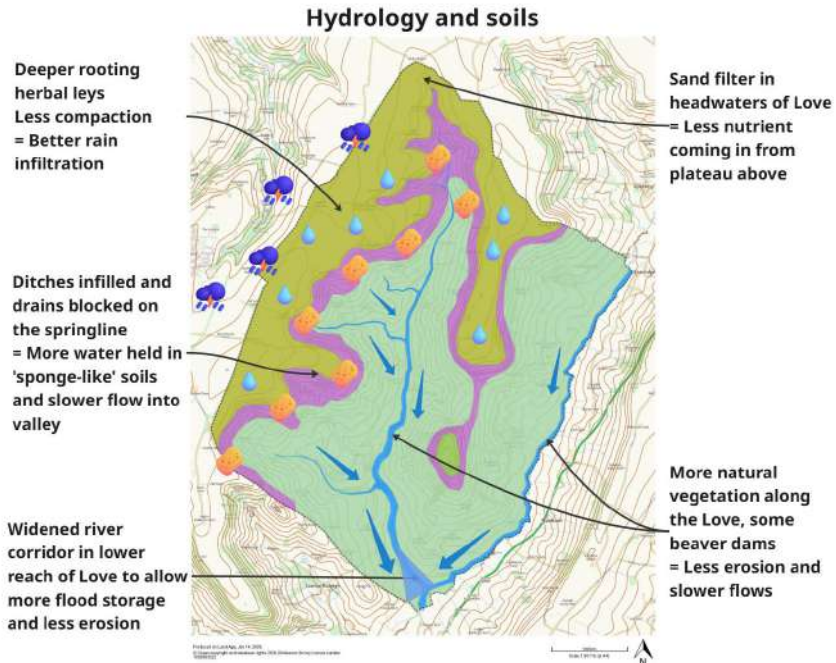 Hydrology and soils
Deeper rooting
herbal leys
Less compaction
= Better rain
infiltration
Sand filter in
headwaters of Love
= Less nutrient
coming in from
plateau above
Ditches infilled and
drains blocked on
the springline
= More water held in
'sponge-like' soils
and slower flow into
valley
More natural
vegetation along
the Love, some
beaver dams
= Less erosion and
slower flows
Widened river
corridor in lower
reach of Love to allow
more flood storage
and less erosion
N